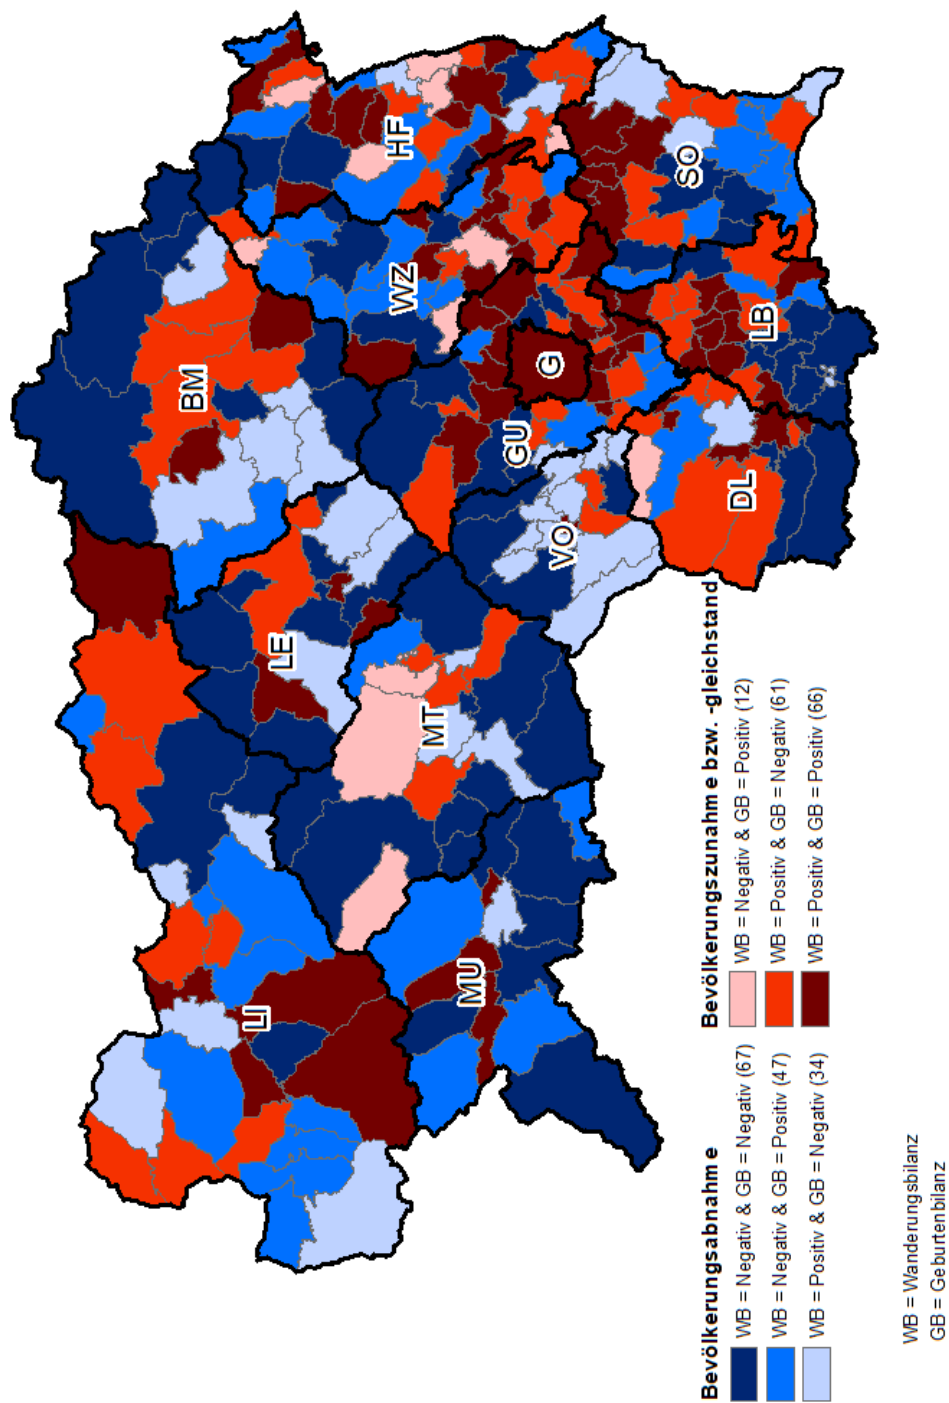 LI
LE
BM
HF
MU
MT
VO
GU
G
WZ
DL
LB
SO
Bevölkerungsabnahme
WB = Negativ & GB = Negativ (67)
WB = Negativ & GB = Positiv (47)
WB = Positiv & GB = Negativ (34)
Bevölkerungszunahme bzw. -gleichstand
WB = Negativ & GB = Positiv (12)
WB = Positiv & GB = Negativ (61)
WB = Positiv & GB = Positiv (66)
WB = Wanderungsbilanz
GB = Geburtenbilanz